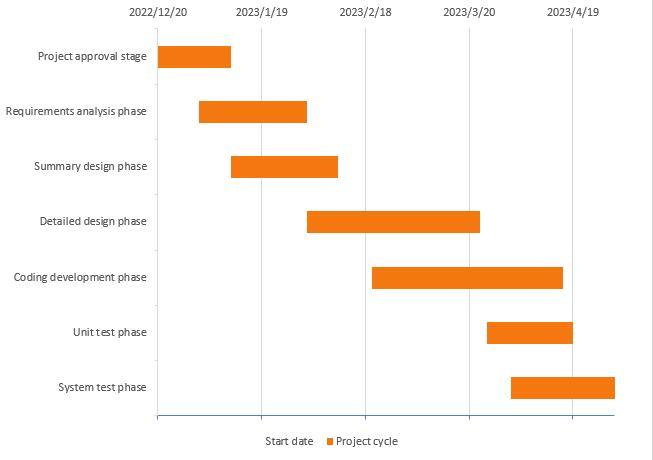 2022/12/20 2023/1/19 2023/2/18 2023/3/20 2023/4/19
Project approval stage
Requirements analysis phase
Summary design phase
Detailed design phase
Coding development phase
Unit test phase
System test phase
Start date Project cycle